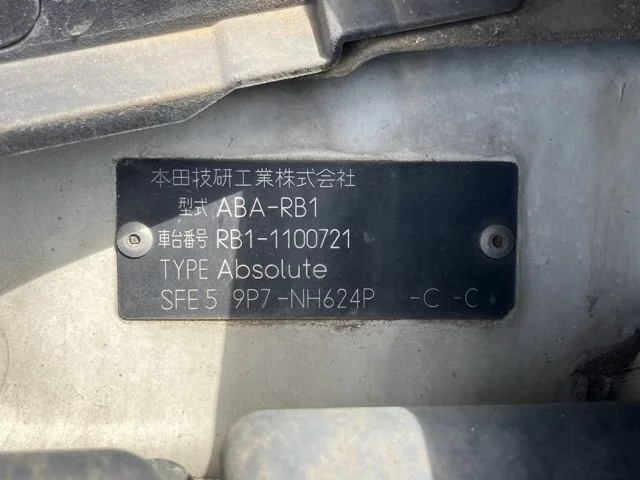 本田技研工業株式会社
型式 ABA-RB1
車台番号 RB1-1100721
TYPE Absolute
SFE5 9P7-NH624P -C -C